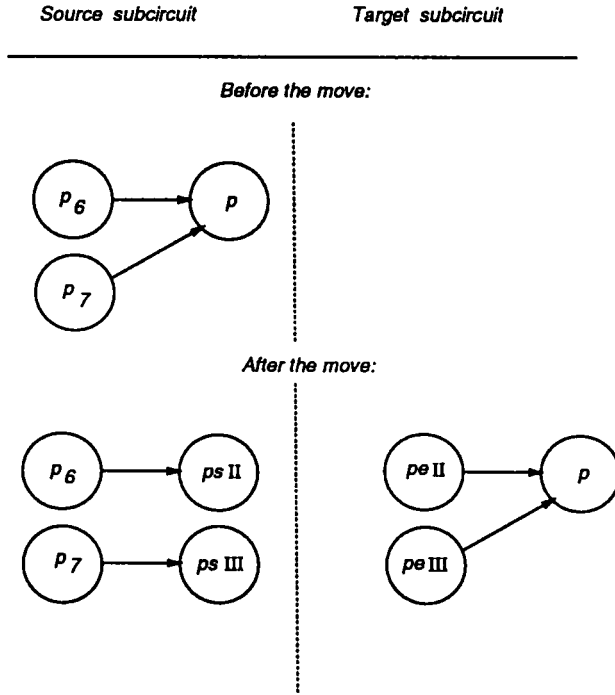 Source subcircuit Target subcircuit
Before the move:
p6 p
p7
After the move:
p6 ps II pe II p
p7 ps III pe III